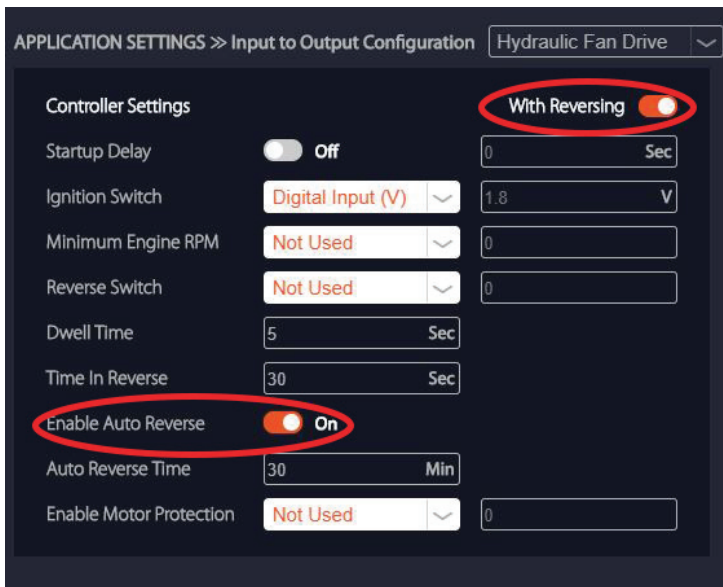 APPLICATION SETTINGS >> Input to Output Configuration Hydraulic Fan Drive
Controller Settings With Reversing
Startup Delay Off 0 Sec
Ignition Switch Digital Input (V) 1.8 V
Minimum Engine RPM Not Used 0
Reverse Switch Not Used 0
Dwell Time 5 Sec
Time In Reverse 30 Sec
Enable Auto Reverse On
Auto Reverse Time 30 Min
Enable Motor Protection Not Used 0